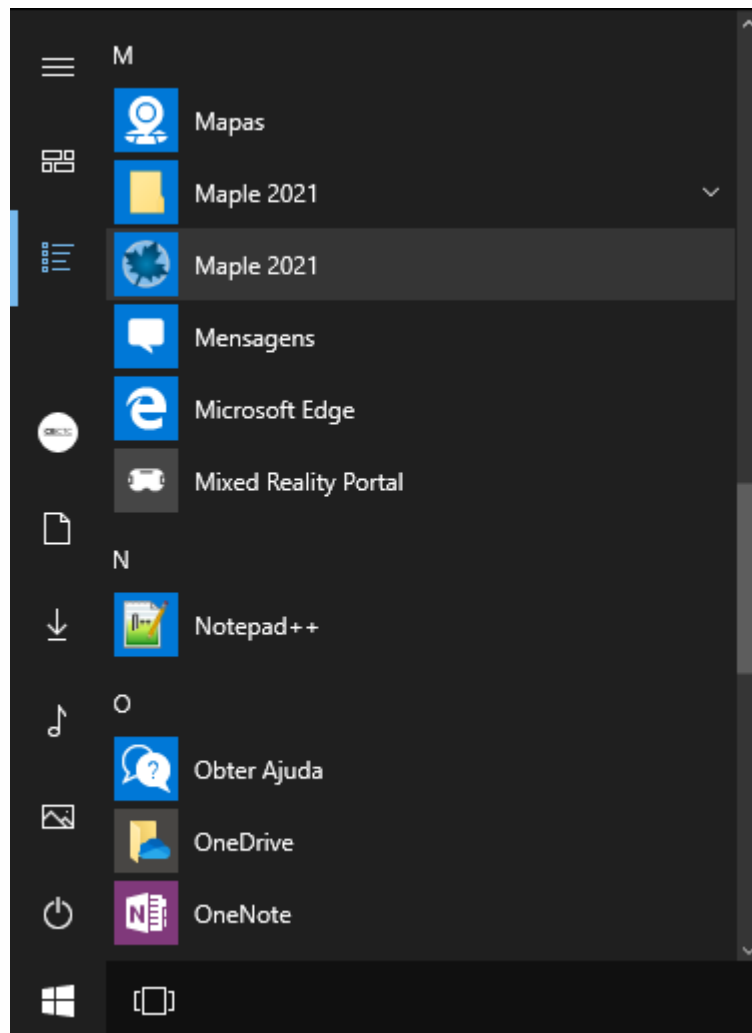 M
Mapas
Maple 2021
Maple 2021
Mensagens
Microsoft Edge
Mixed Reality Portal
N
Notepad++
O
Obter Ajuda
OneDrive
OneNote